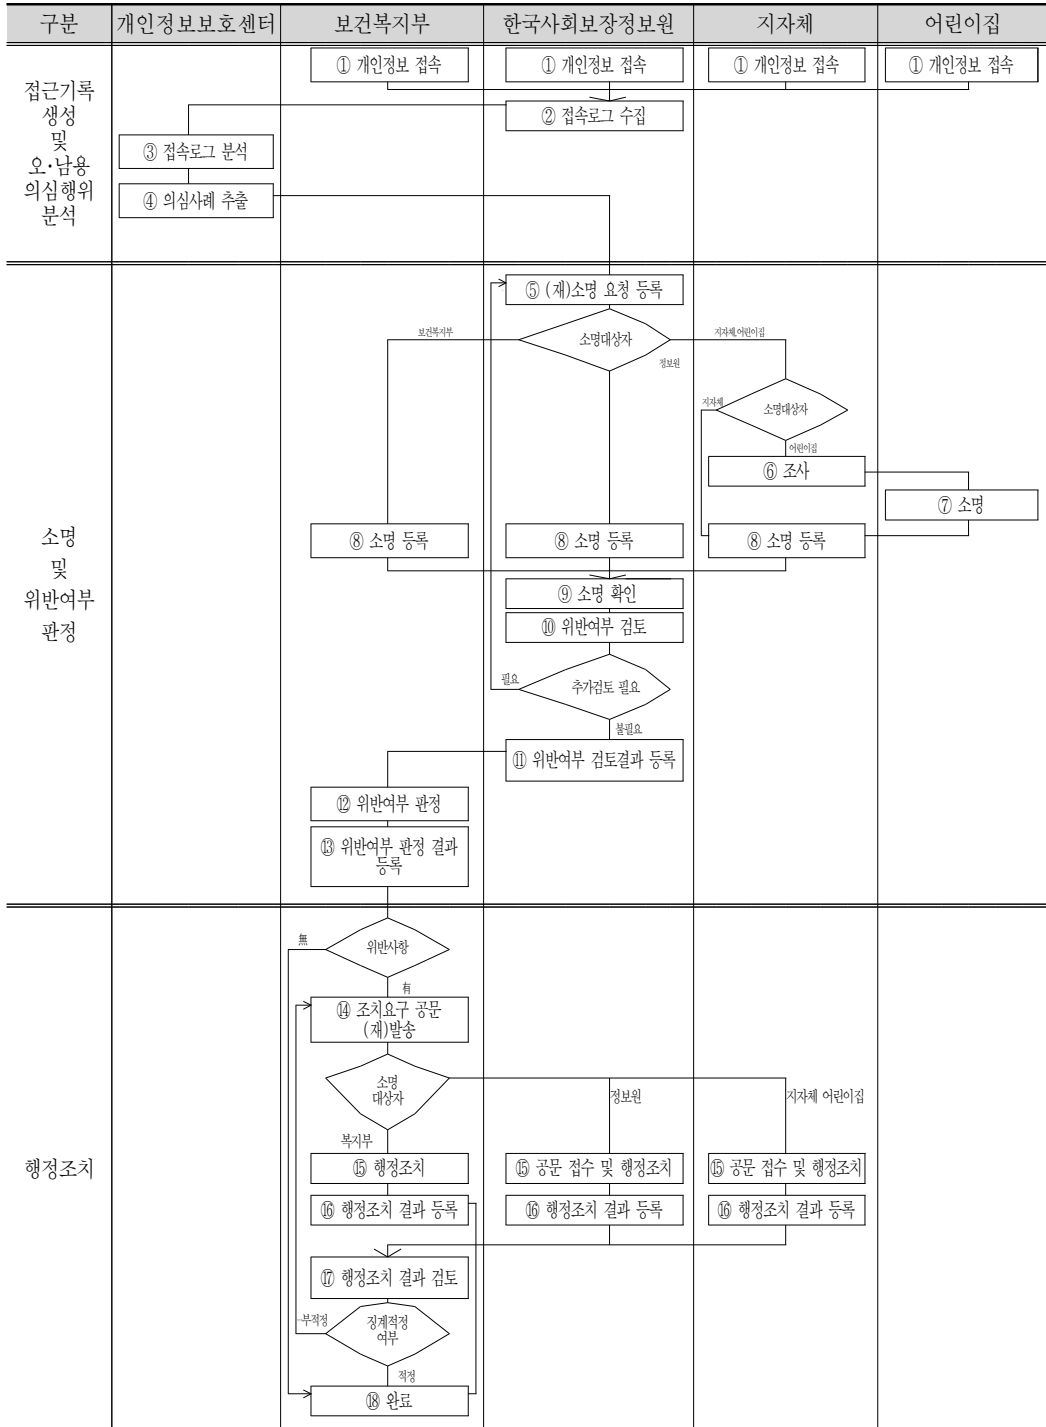 구분 개인정보보호센터 보건복지부 한국사회보장정보원 지자체 어린이집
① 개인정보 접속 ① 개인정보 접속 ① 개인정보 접속 ① 개인정보 접속
접근기록
생성
및
오·남용
의심행위
분석
② 접속로그 수집
③ 접속로그 분석
④ 의심사례 추출
소명
및
위반여부
판정
⑤ (재)소명 요청 등록
보건복지부 소명대상자 지자체,어린이집
정보원
지자체 소명대상자
어린이집
⑥ 조사
⑦ 소명
⑧ 소명 등록 ⑧ 소명 등록 ⑧ 소명 등록
⑨ 소명 확인
⑩ 위반여부 검토
필요 추가검토 필요
불필요
⑪ 위반여부 검토결과 등록
⑫ 위반여부 판정
⑬ 위반여부 판정 결과
등록
행정조치
無 위반사항
有
⑭ 조치요구 공문
(재)발송
소명
대상자
정보원 지자체 어린이집
복지부
⑮ 행정조치 ⑮ 공문 접수 및 행정조치 ⑮ 공문 접수 및 행정조치
⑯ 행정조치 결과 등록 ⑯ 행정조치 결과 등록 ⑯ 행정조치 결과 등록
⑰ 행정조치 결과 검토
부적정 징계적정
여부
적정
⑱ 완료